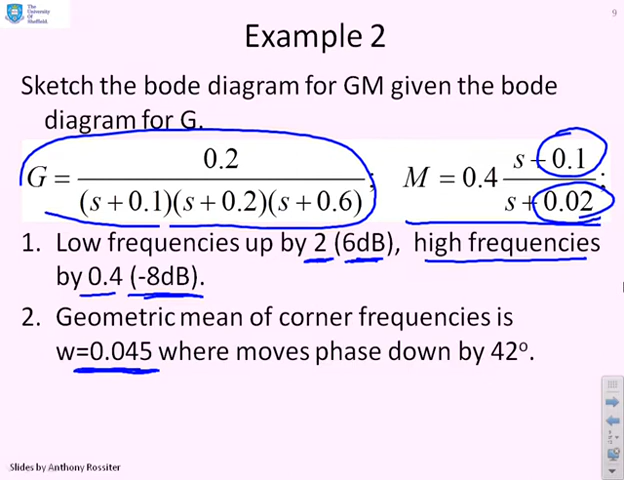 The
University
Of
Sheffield.
9
Example 2
Sketch the bode diagram for GM given the bode
diagram for G.
G = 0.2 / (s + 0.1)(s + 0.2)(s + 0.6) ; M = 0.4 s + 0.1 / s + 0.02 ;
1. Low frequencies up by 2 (6dB), high frequencies
by 0.4 (-8dB).
2. Geometric mean of corner frequencies is
w=0.045 where moves phase down by 42°.
Slides by Anthony Rossiter